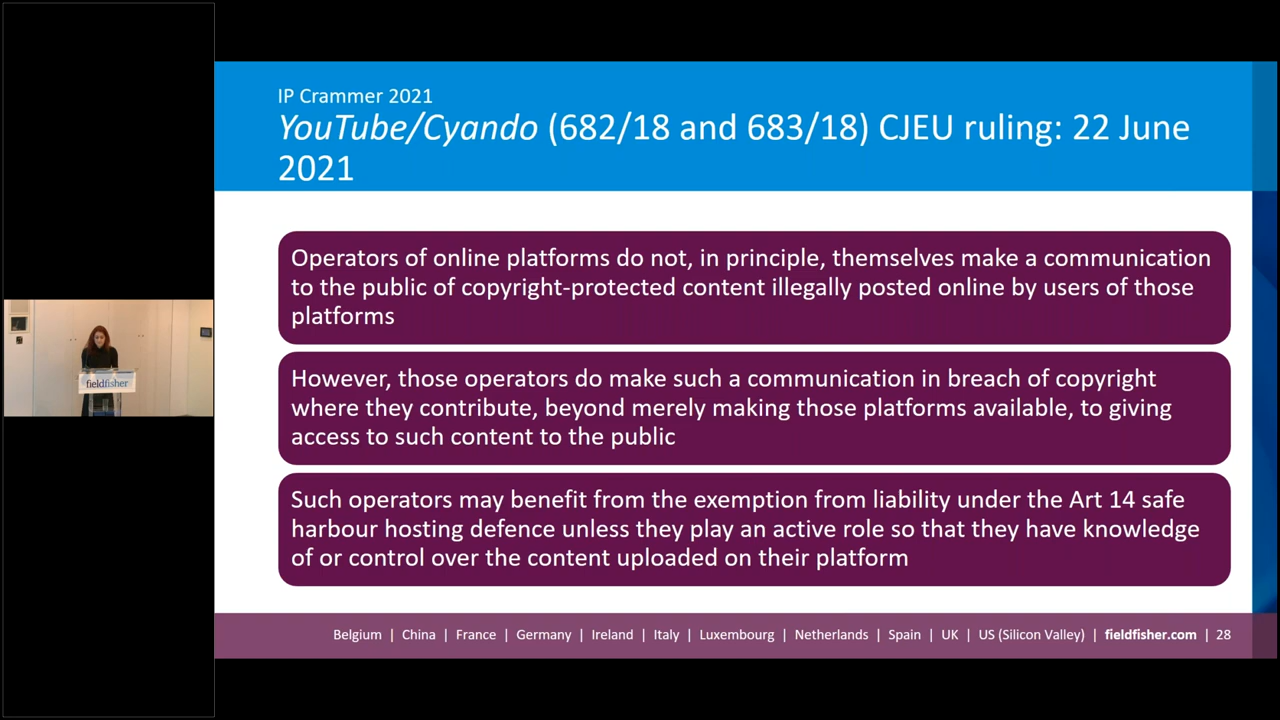 IP Crammer 2021
YouTube/Cyando (682/18 and 683/18) CJEU ruling: 22 June
2021
Operators of online platforms do not, in principle, themselves make a communication
to the public of copyright-protected content illegally posted online by users of those
platforms
However, those operators do make such a communication in breach of copyright
where they contribute, beyond merely making those platforms available, to giving
access to such content to the public
Such operators may benefit from the exemption from liability under the Art 14 safe
harbour hosting defence unless they play an active role so that they have knowledge
of or control over the content uploaded on their platform
fieldfisher
Belgium | China | France | Germany | Ireland | Italy | Luxembourg | Netherlands | Spain | UK | US (Silicon Valley) | fieldfisher.com | 28